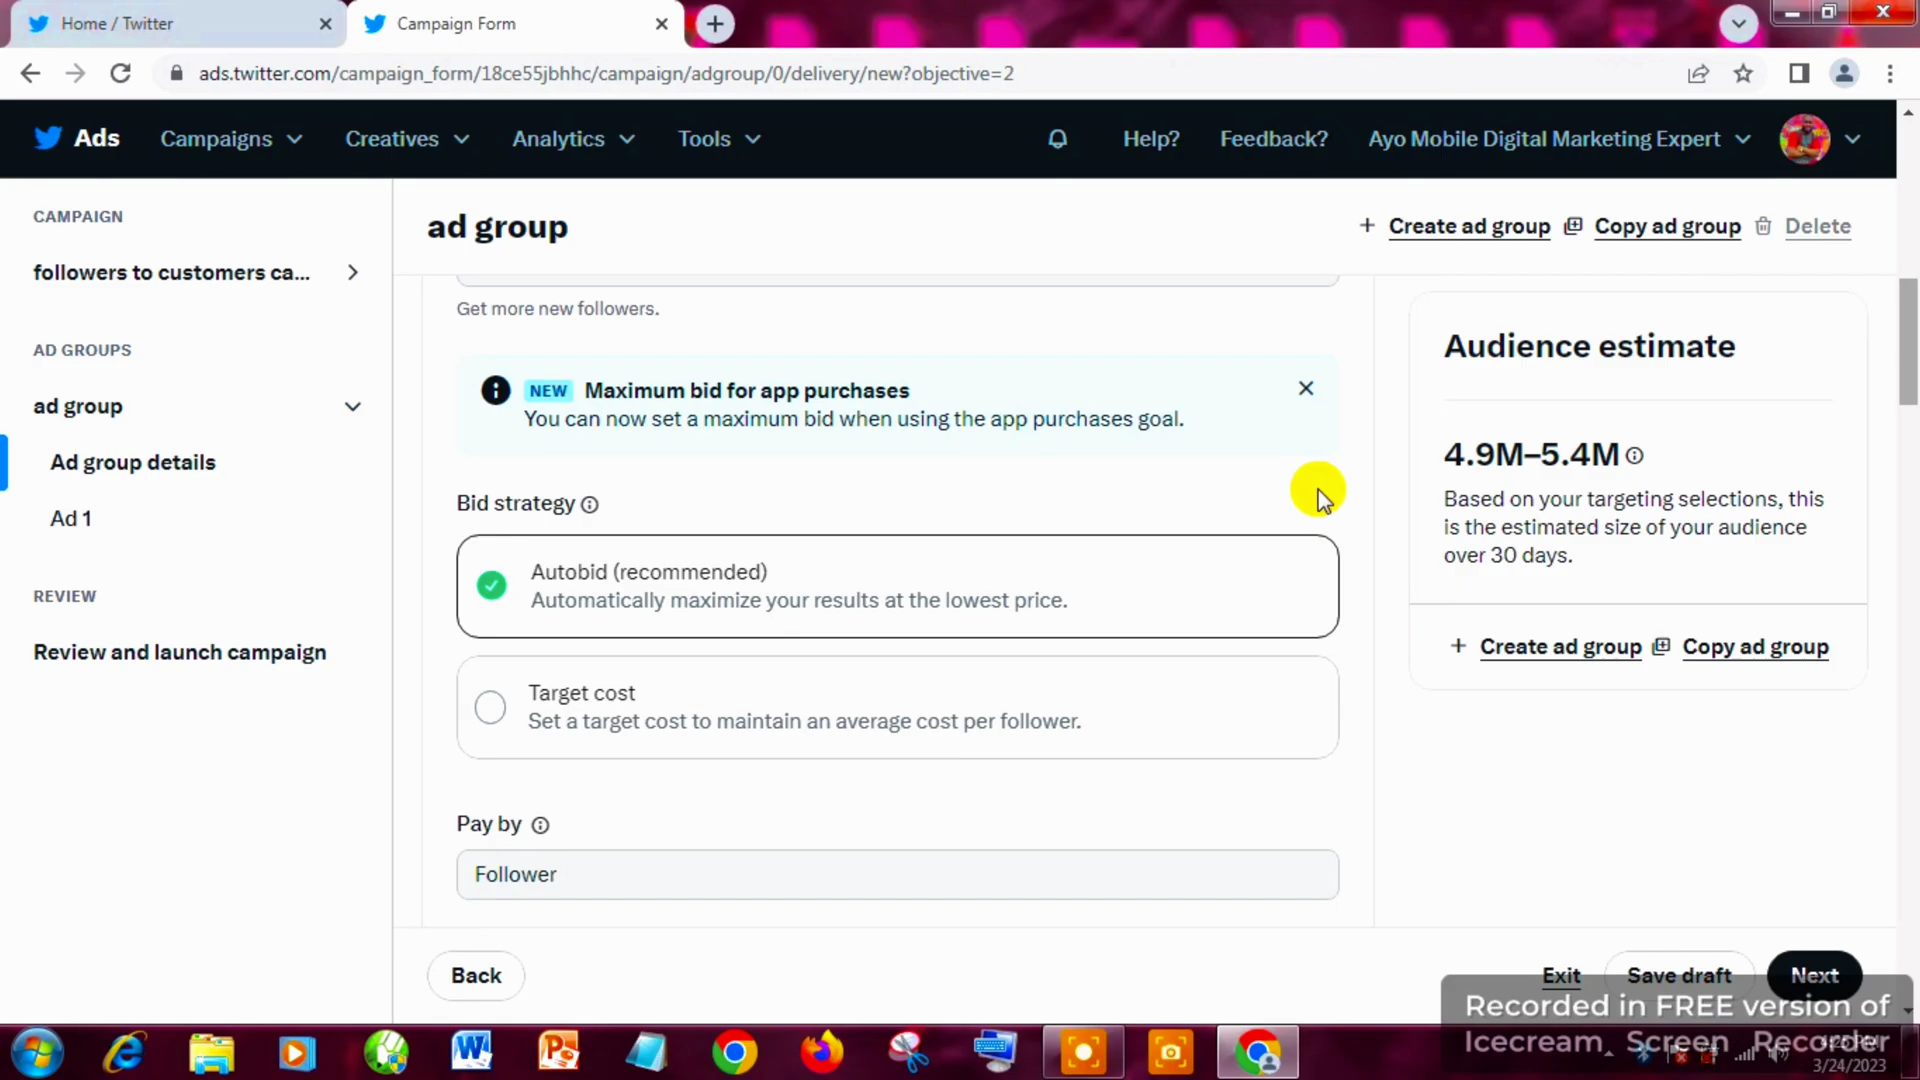 Home / Twitter
Campaign Form
ads.twitter.com/campaign_form/18ce55jbhhc/campaign/adgroup/0/delivery/new?objective=2
Ads
Campaigns
Creatives
Analytics
Tools
Help?
Feedback?
Ayo Mobile Digital Marketing Expert
CAMPAIGN
followers to customers ca...
AD GROUPS
ad group
Ad group details
Ad 1
REVIEW
Review and launch campaign
ad group
+ Create ad group
Copy ad group
Delete
Get more new followers.
NEW Maximum bid for app purchases
You can now set a maximum bid when using the app purchases goal.
Bid strategy
Autobid (recommended)
Automatically maximize your results at the lowest price.
Target cost
Set a target cost to maintain an average cost per follower.
Pay by
Follower
Audience estimate
4.9M–5.4M
Based on your targeting selections, this
is the estimated size of your audience
over 30 days.
+ Create ad group
Copy ad group
Back
Exit
Save draft
Next
Recorded in FREE version of
Icecream Screen Recorder
3/24/2023